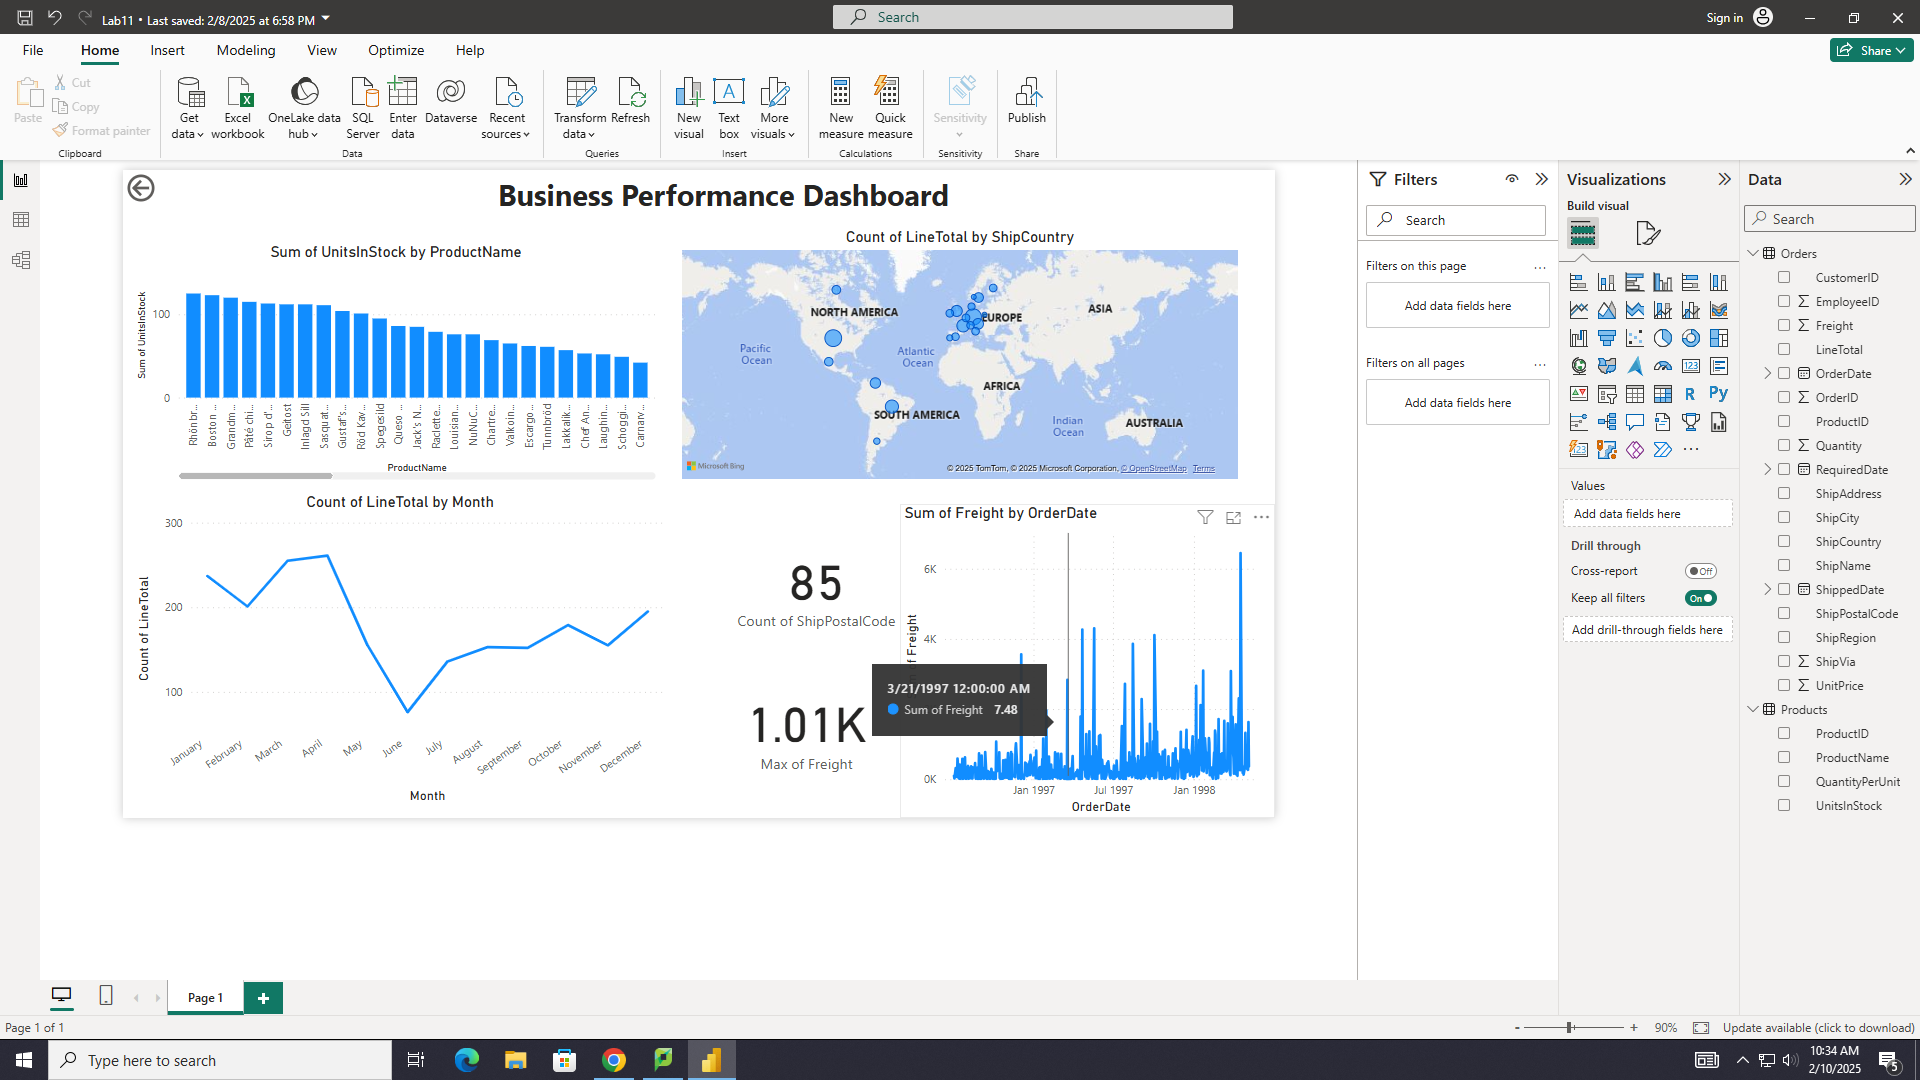 Lab11 • Last saved: 2/8/2025 at 6:58 PM
Search
Sign in
File Home Insert Modeling View Optimize Help
Share
Paste
Cut
Copy
Format painter
Clipboard
Get data
Excel workbook
OneLake data hub
SQL Server
Enter data
Dataverse
Recent sources
Data
Transform data
Refresh
Queries
New visual
Text box
More visuals
Insert
New measure
Quick measure
Calculations
Sensitivity
Sensitivity
Publish
Share
Business Performance Dashboard
Sum of UnitsInStock by ProductName
Sum of UnitsInStock
100
0
Rhönbr...
Boston ...
Grandm...
Pâté chi...
Sirop d'...
Geitost
Inlagd Sill
Sasquat...
Gustaf's...
Röd Kav...
Spegesild
Queso ...
Jack's N...
Raclette...
Louisian...
NuNuC...
Chartre...
Valkoin...
Escargo...
Tunnbröd
Lakkalik...
Chef An...
Laughin...
Schoggi...
Carnarv...
ProductName
Count of LineTotal by ShipCountry
NORTH AMERICA
EUROPE
ASIA
Pacific Ocean
Atlantic Ocean
AFRICA
SOUTH AMERICA
Indian Ocean
AUSTRALIA
Microsoft Bing
© 2025 TomTom, © 2025 Microsoft Corporation, © OpenStreetMap Terms
Count of LineTotal by Month
Count of LineTotal
300
200
100
January
February
March
April
May
June
July
August
September
October
November
December
Month
85
Count of ShipPostalCode
1.01K
Max of Freight
Sum of Freight by OrderDate
f Freight
6K
4K
0K
3/21/1997 12:00:00 AM
Sum of Freight 7.48
Jan 1997
Jul 1997
Jan 1998
OrderDate
Filters
Search
Filters on this page
...
Add data fields here
Filters on all pages
...
Add data fields here
Visualizations
Build visual
123
R
Py
123
...
Values
Add data fields here
Drill through
Cross-report
Off
Keep all filters
On
Add drill-through fields here
Data
Search
Orders
CustomerID
EmployeeID
Freight
LineTotal
OrderDate
OrderID
ProductID
Quantity
RequiredDate
ShipAddress
ShipCity
ShipCountry
ShipName
ShippedDate
ShipPostalCode
ShipRegion
ShipVia
UnitPrice
Products
ProductID
ProductName
QuantityPerUnit
UnitsInStock
Page 1
Page 1 of 1
- + 90%
Update available (click to download)
Type here to search
10:34 AM
2/10/2025
5